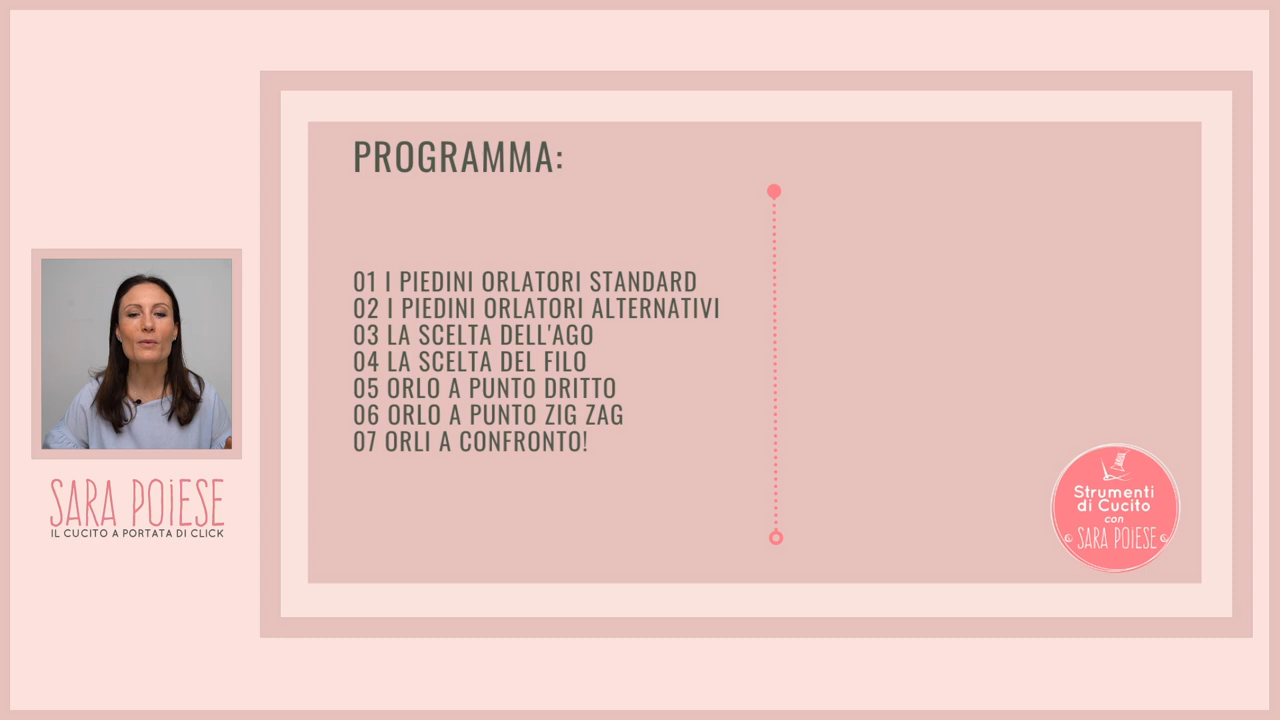 PROGRAMMA:
01 I PIEDINI ORLATORI STANDARD
02 I PIEDINI ORLATORI ALTERNATIVI
03 LA SCELTA DELL'AGO
04 LA SCELTA DEL FILO
05 ORLO A PUNTO DRITTO
06 ORLO A PUNTO ZIG ZAG
07 ORLI A CONFRONTO!
SARA POIESE
IL CUCITO A PORTATA DI CLICK
Strumenti
di Cucito
con
SARA POIESE